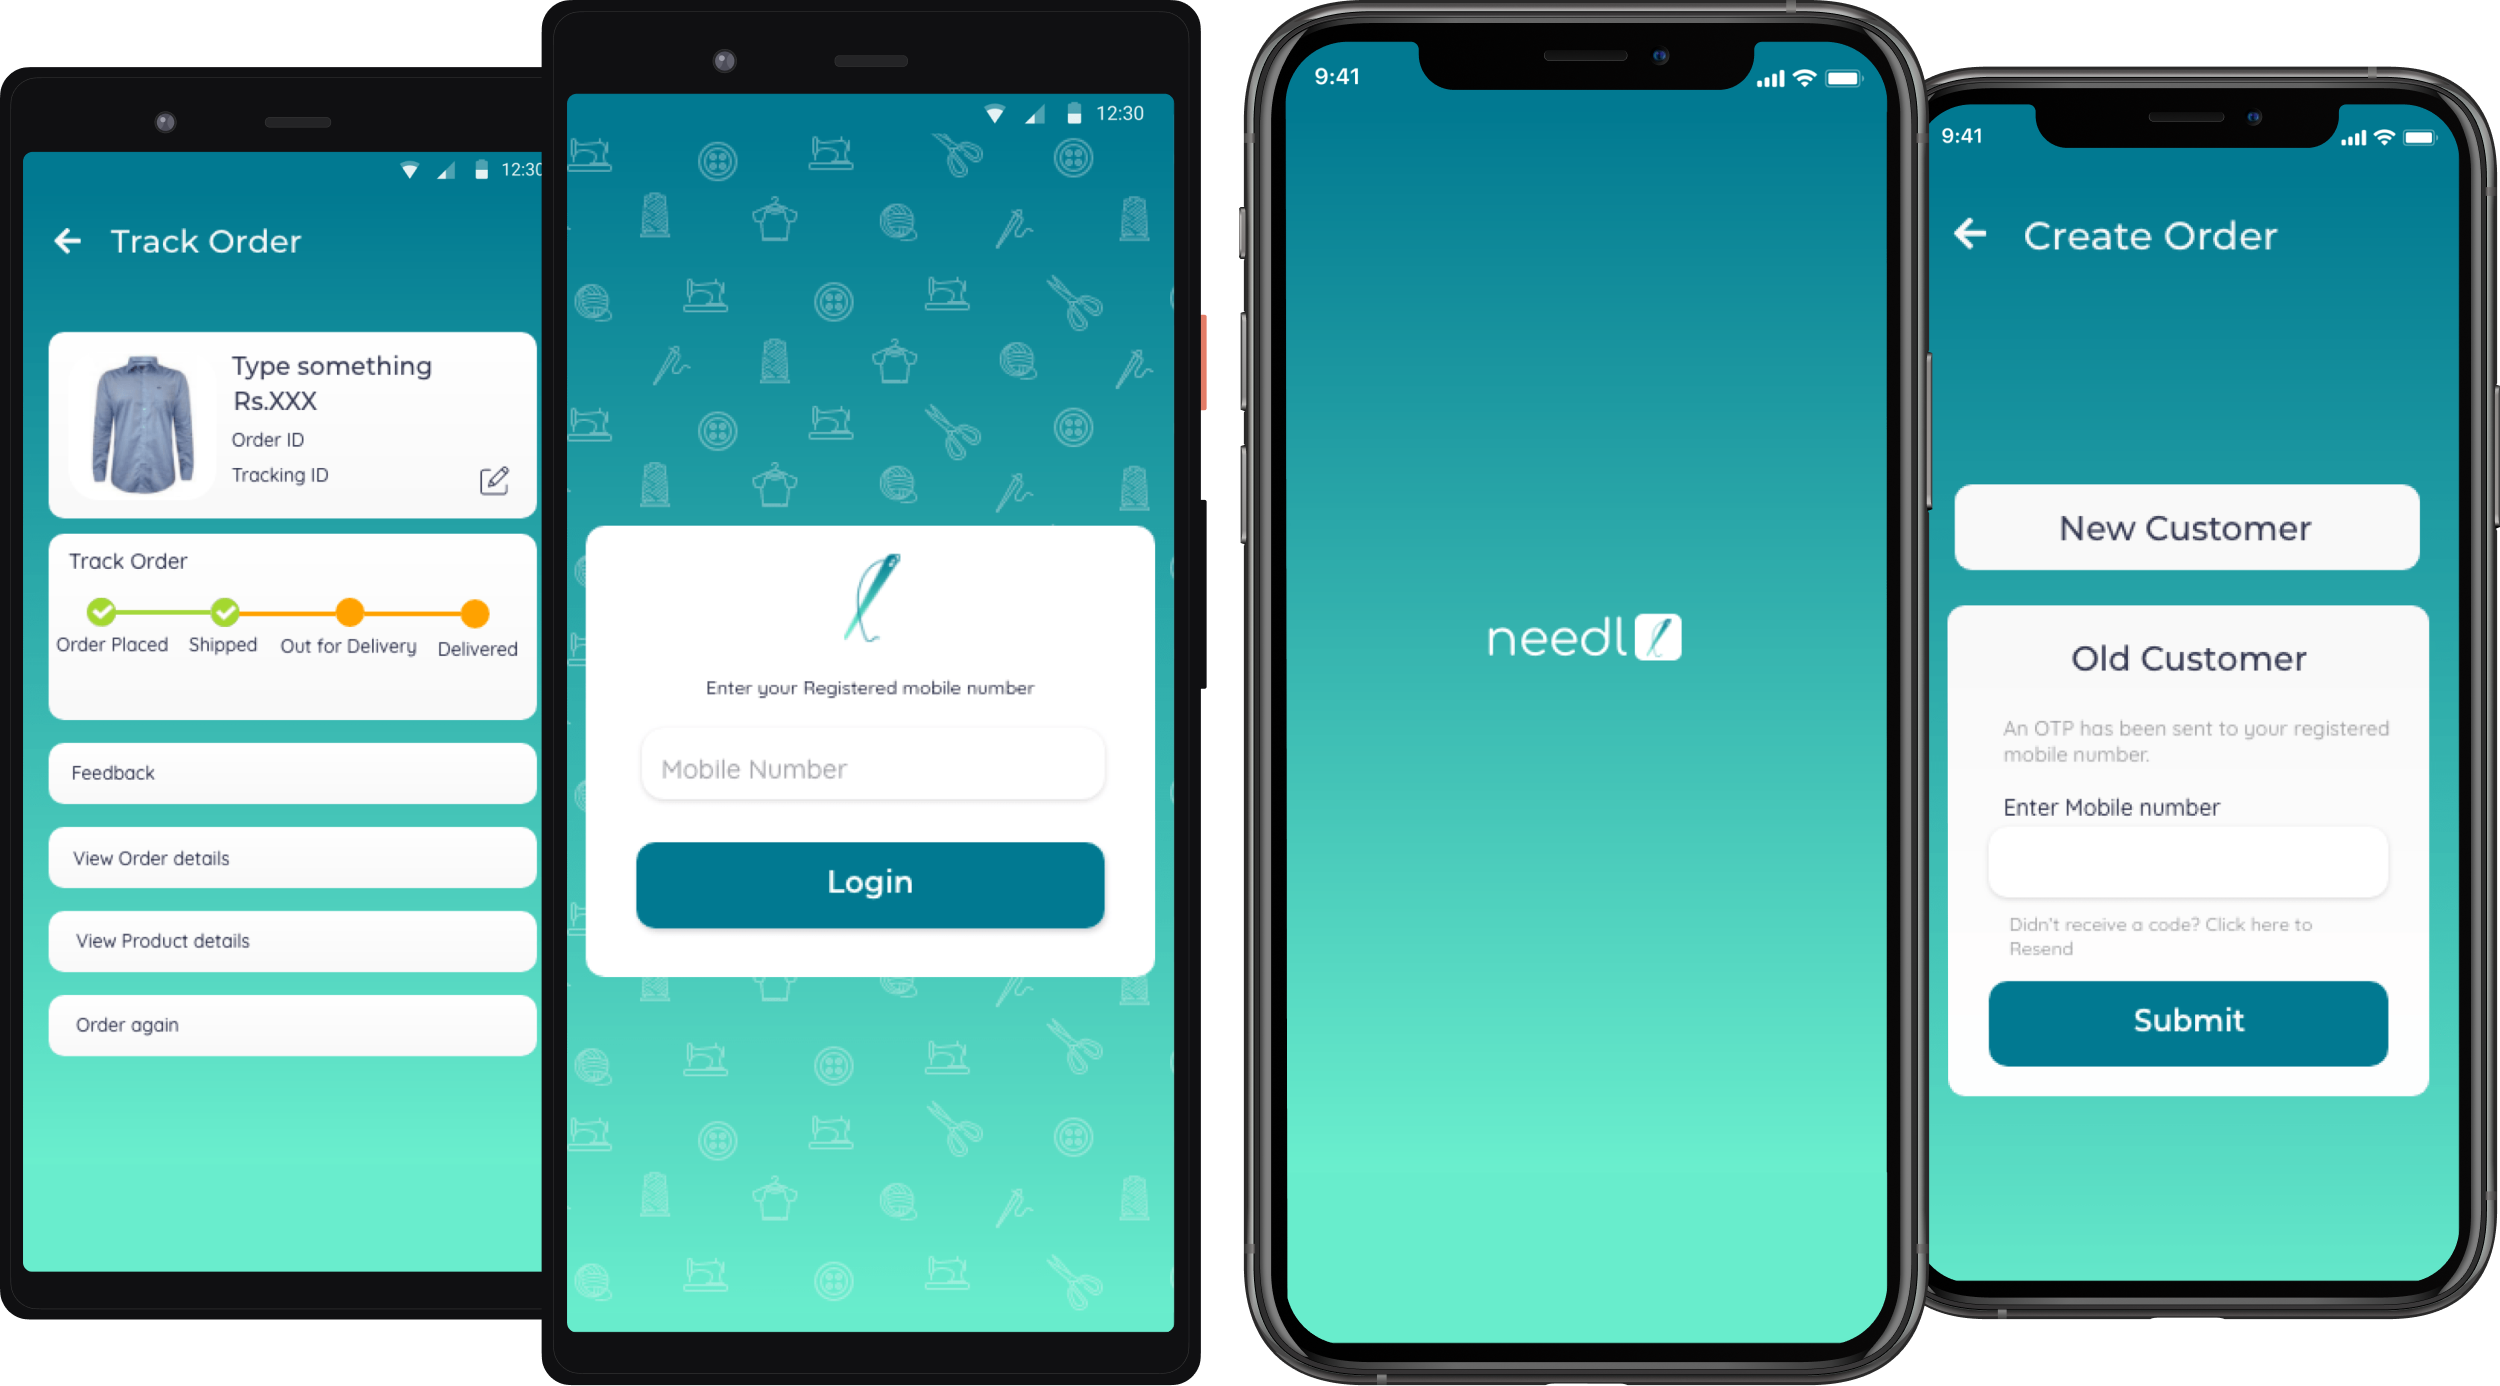 12:30
Track Order
Type something
Rs.XXX
Order ID
Tracking ID
Track Order
Order Placed
Shipped
Out for Delivery
Delivered
Feedback
View Order details
View Product details
Order again
12:30
Enter your Registered mobile number
Mobile Number
Login
9:41
needl
9:41
Create Order
New Customer
Old Customer
An OTP has been sent to your registered
mobile number.
Enter Mobile number
Didn't receive a code? Click here to
Resend
Submit